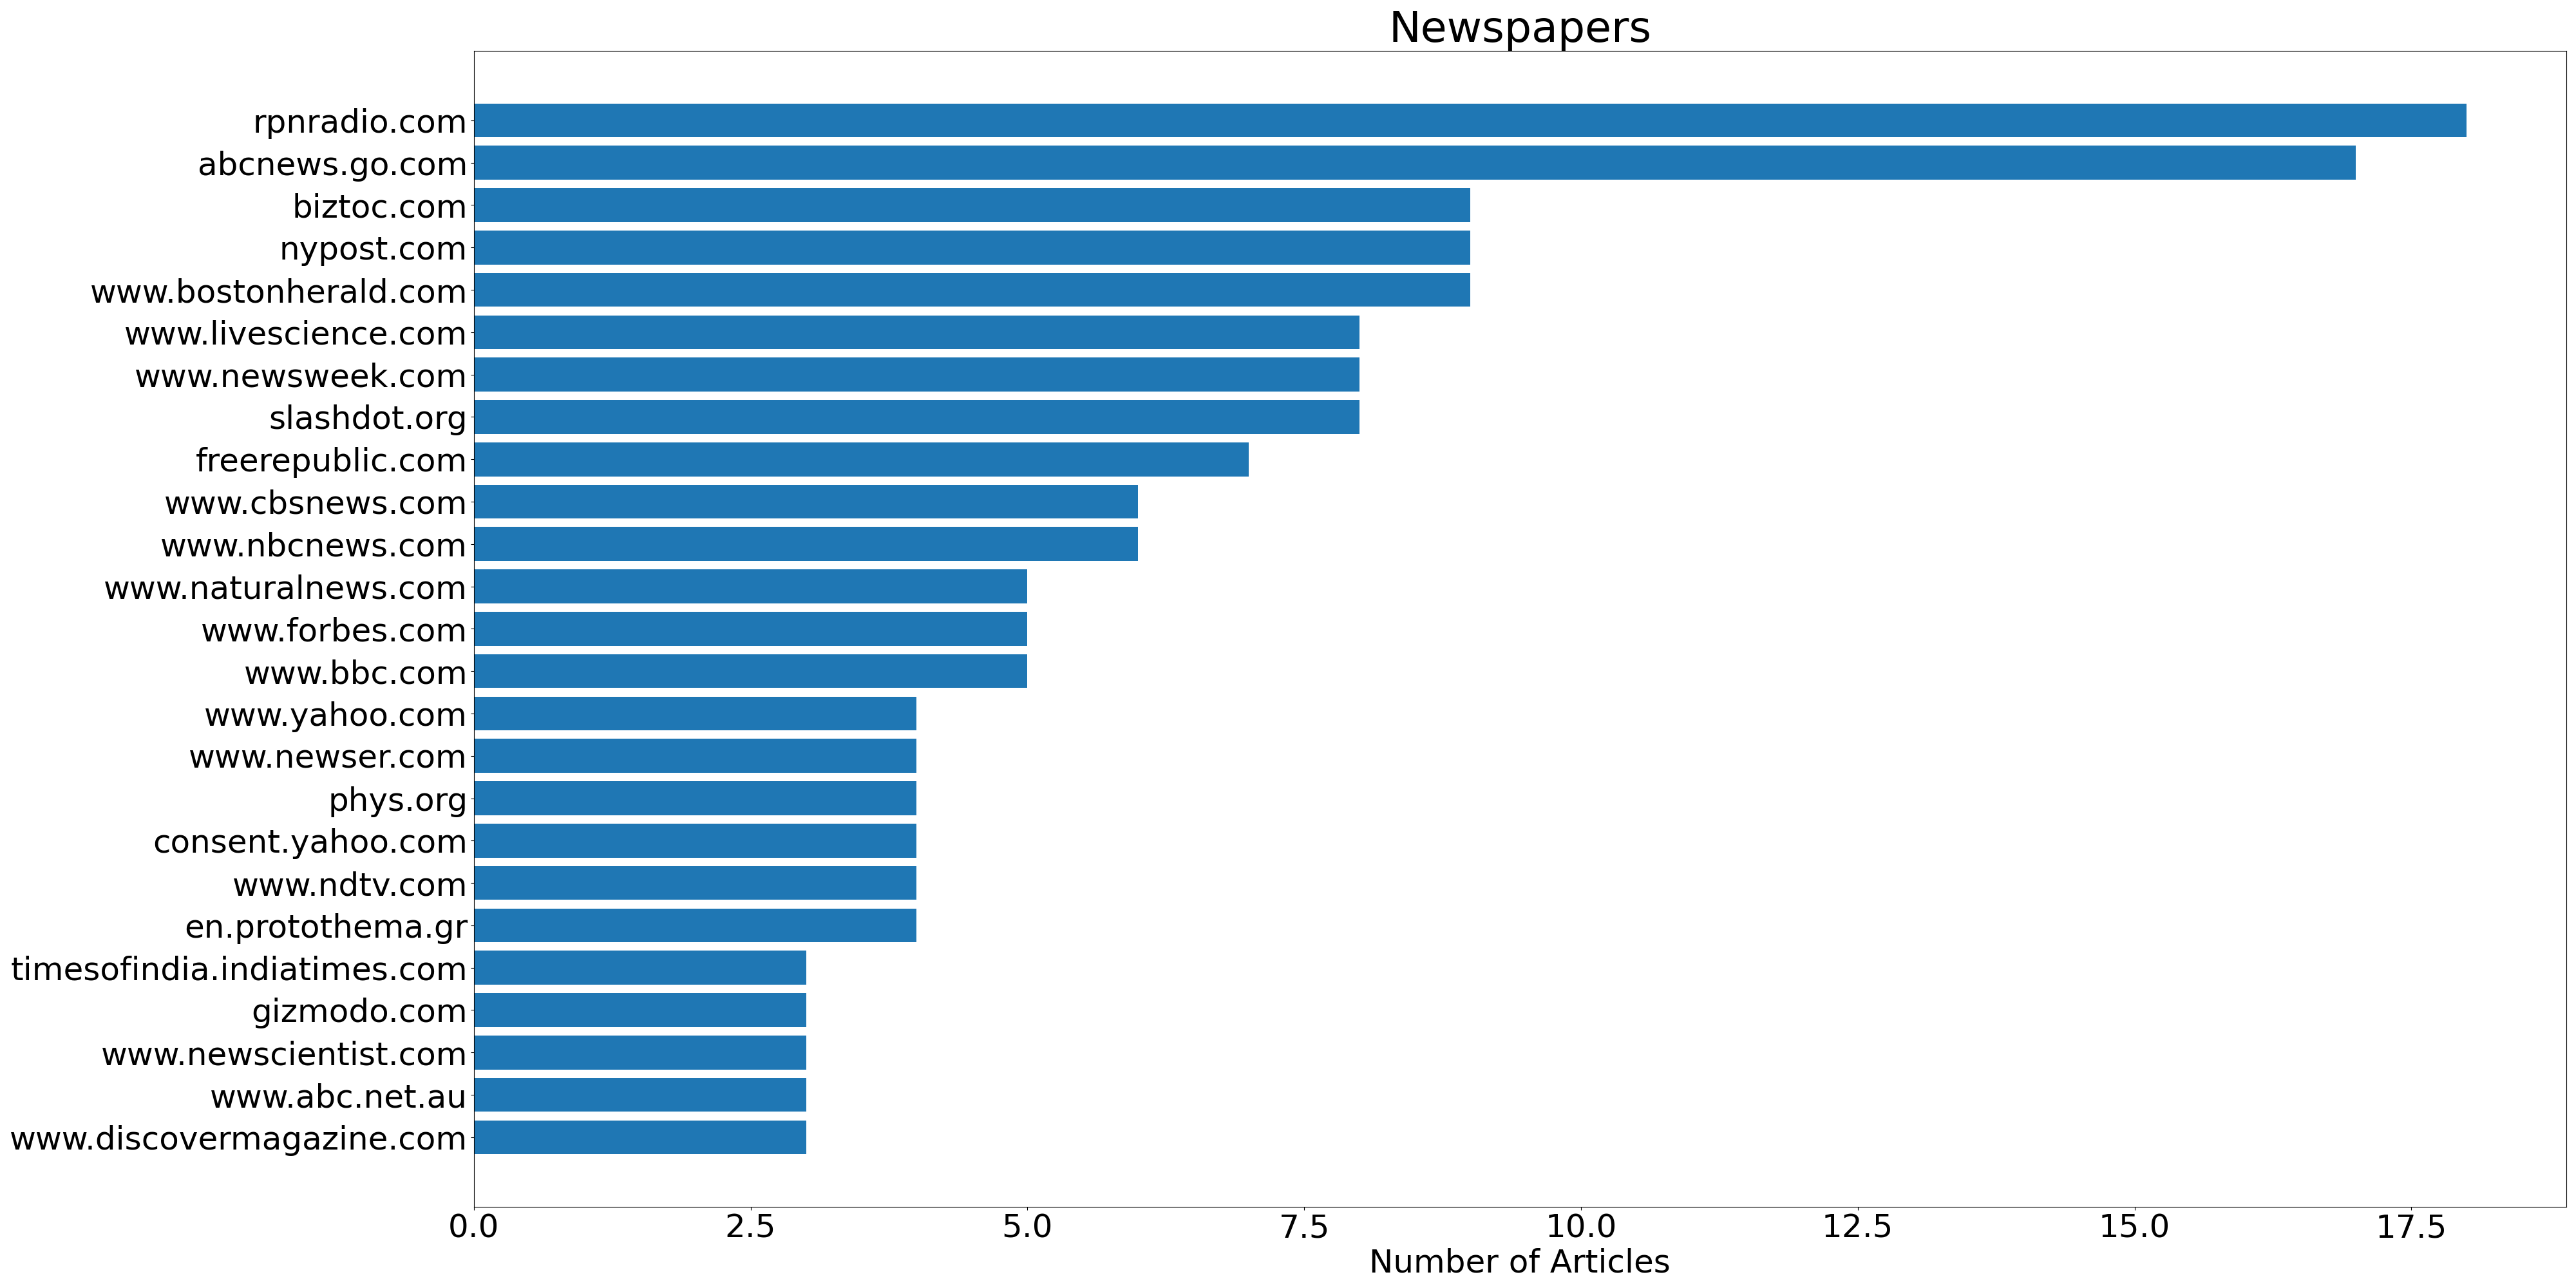 Newspapers
rpnradio.com
abcnews.go.com
biztoc.com
nypost.com
www.bostonherald.com
www.livescience.com
www.newsweek.com
slashdot.org
freerepublic.com
www.cbsnews.com
www.nbcnews.com
www.naturalnews.com
www.forbes.com
www.bbc.com
www.yahoo.com
www.newser.com
phys.org
consent.yahoo.com
www.ndtv.com
en.protothema.gr
timesofindia.indiatimes.com
gizmodo.com
www.newscientist.com
www.abc.net.au
www.discovermagazine.com
0.0 2.5 5.0 7.5 10.0 12.5 15.0 17.5
Number of Articles